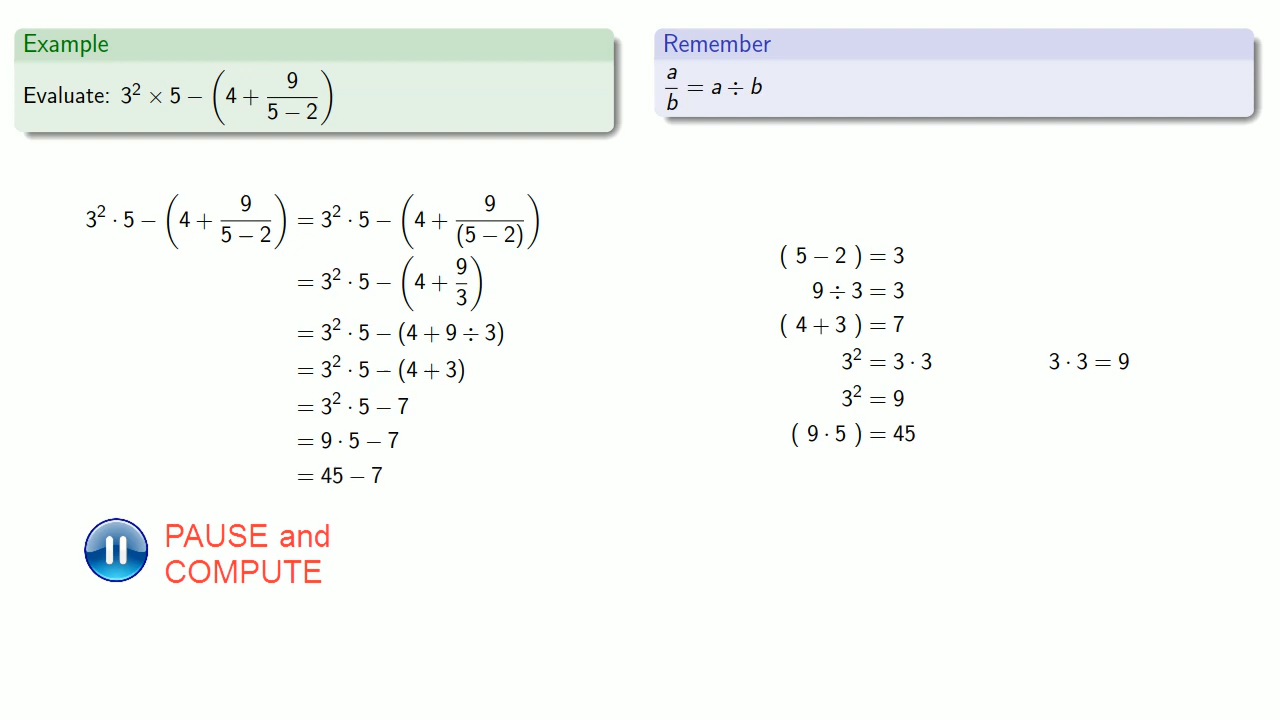 Example
Evaluate: 3² × 5 − (4 + 9/(5 − 2))
Remember
a/b = a ÷ b
3² · 5 − (4 + 9/(5 − 2)) = 3² · 5 − (4 + 9/((5 − 2)))
= 3² · 5 − (4 + 9/3)
= 3² · 5 − (4 + 9 ÷ 3)
= 3² · 5 − (4 + 3)
= 3² · 5 − 7
= 9 · 5 − 7
= 45 − 7
( 5 − 2 ) = 3
9 ÷ 3 = 3
( 4 + 3 ) = 7
3² = 3 · 3 3 · 3 = 9
3² = 9
( 9 · 5 ) = 45
PAUSE and
COMPUTE